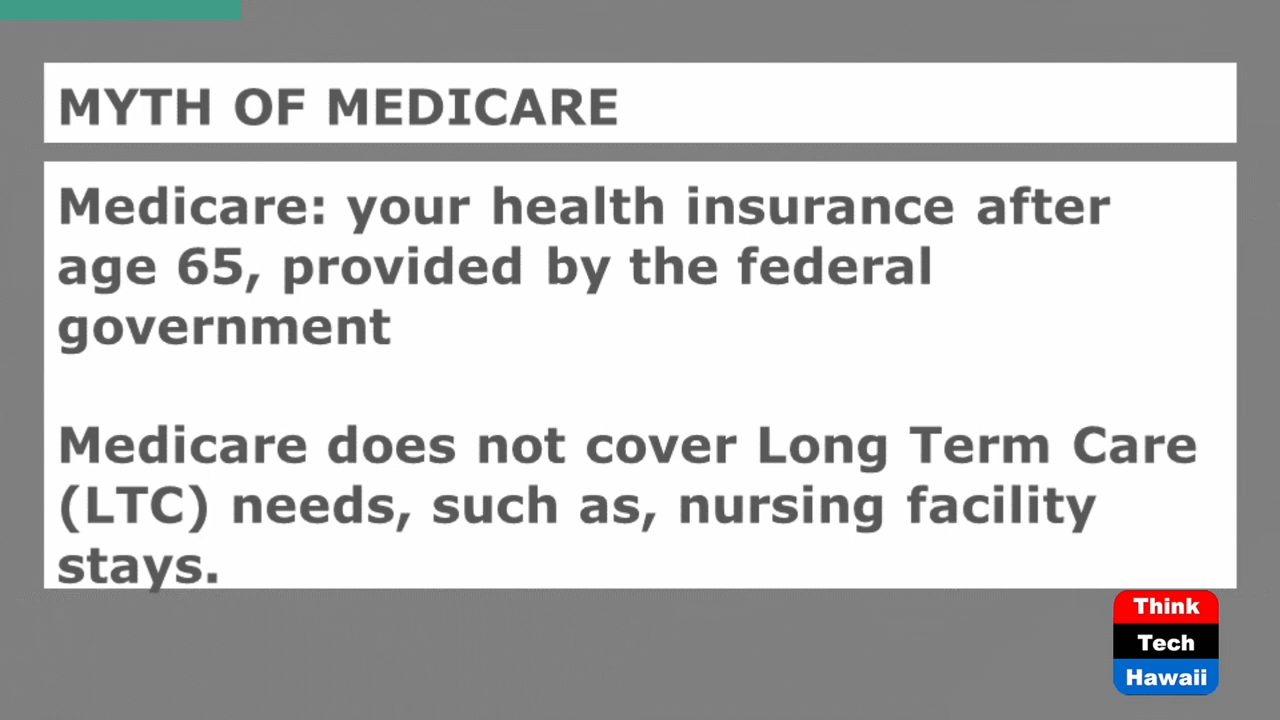 MYTH OF MEDICARE
Medicare: your health insurance after
age 65, provided by the federal
government
Medicare does not cover Long Term Care
(LTC) needs, such as, nursing facility
stays.
Think
Tech
Hawaii